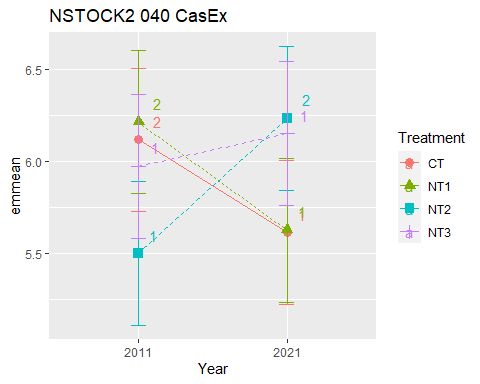 NSTOCK2 040 CasEx
6.5
6.0
5.5
emmean
2
2
1
1
2
1
1
1
2011
2021
Year
Treatment
a CT
a NT1
a NT2
a NT3